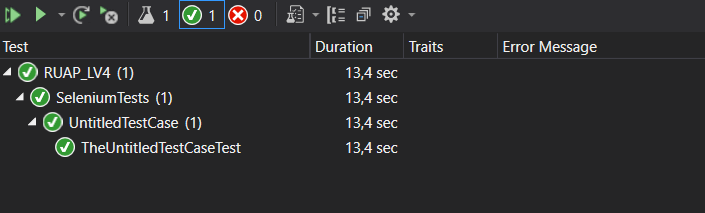 1 1 0
Test Duration Traits Error Message
RUAP_LV4 (1) 13,4 sec
SeleniumTests (1) 13,4 sec
UntitledTestCase (1) 13,4 sec
TheUntitledTestCaseTest 13,4 sec